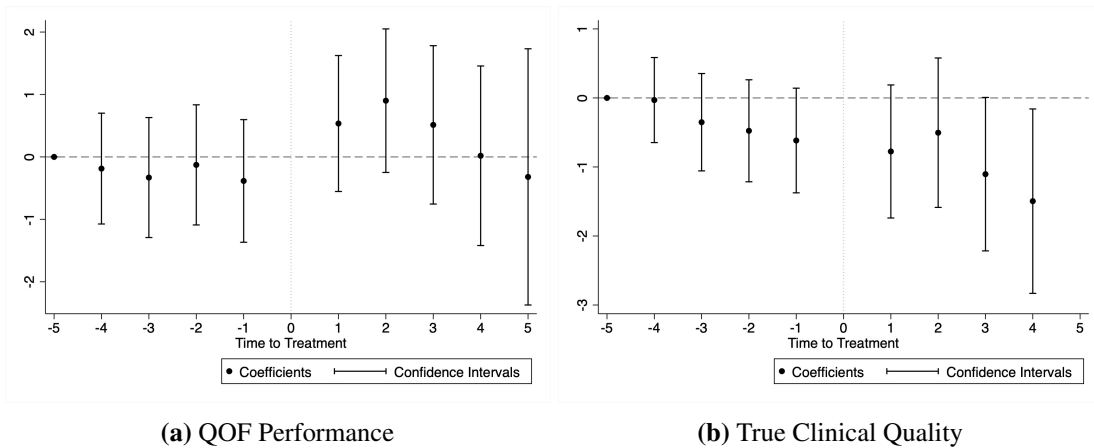 2
1
0
-1
-2
-5 -4 -3 -2 -1 0 1 2 3 4 5
Time to Treatment
Coefficients Confidence Intervals
(a) QOF Performance
1
0
-1
-2
-3
-5 -4 -3 -2 -1 0 1 2 3 4 5
Time to Treatment
Coefficients Confidence Intervals
(b) True Clinical Quality